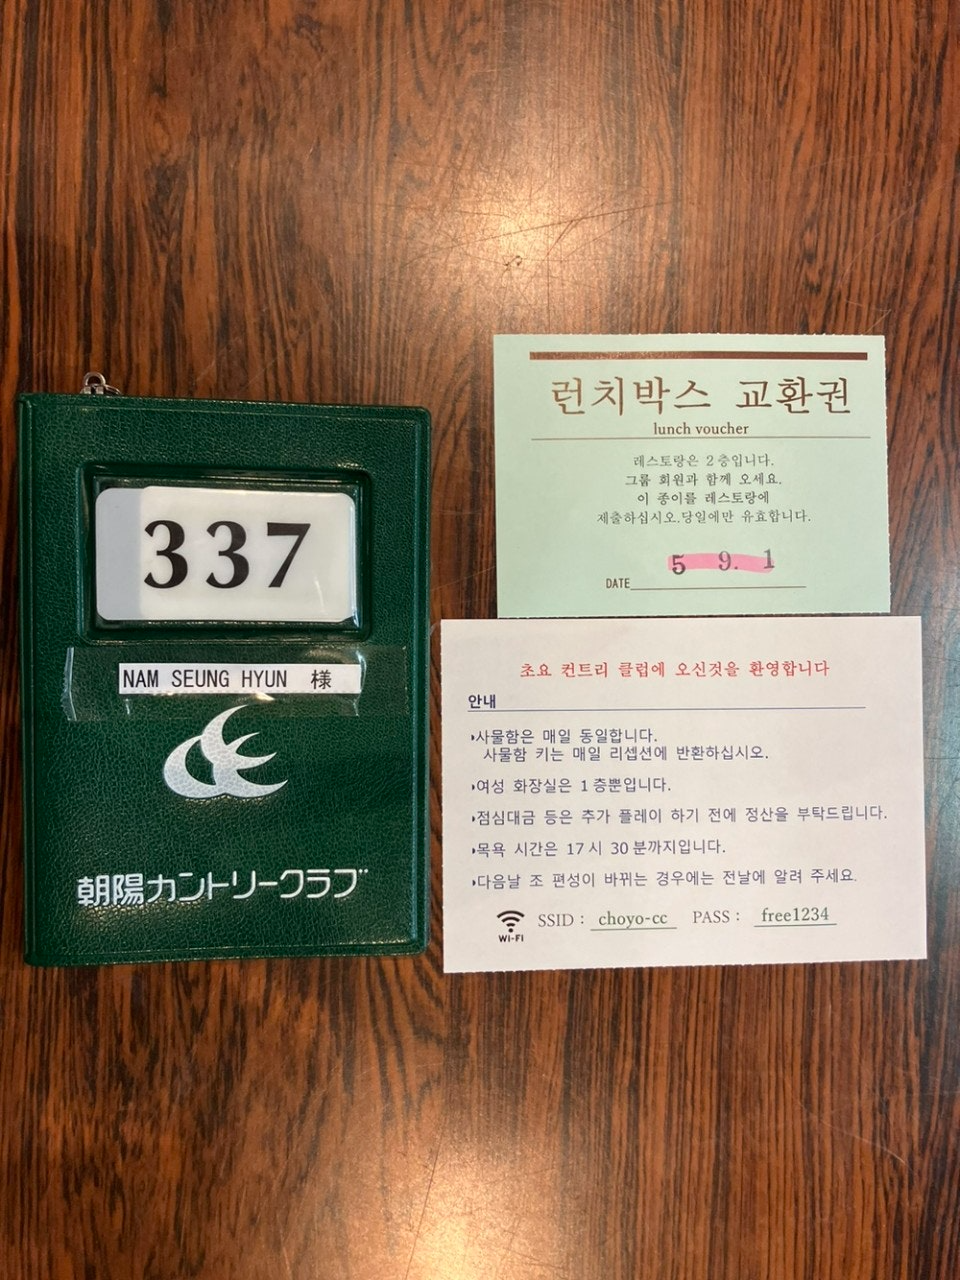 337
NAM SEUNG HYUN 様
朝陽カントリークラブ
런치박스 교환권
lunch voucher
레스토랑은 2층입니다.
그룹 회원과 함께 오세요.
이 종이를 레스토랑에
제출하십시오.당일에만 유효합니다.
DATE 5 9. 1
초요 컨트리 클럽에 오신것을 환영합니다
안내
사물함은 매일 동일합니다.
사물함 키는 매일 리셉션에 반환하십시오.
여성 화장실은 1층뿐입니다.
점심대금 등은 추가 플레이 하기 전에 정산을 부탁드립니다.
목욕 시간은 17시 30분까지입니다.
다음날 조 편성이 바뀌는 경우에는 전날에 알려 주세요.
Wi-Fi SSID : choyo-cc PASS : free1234